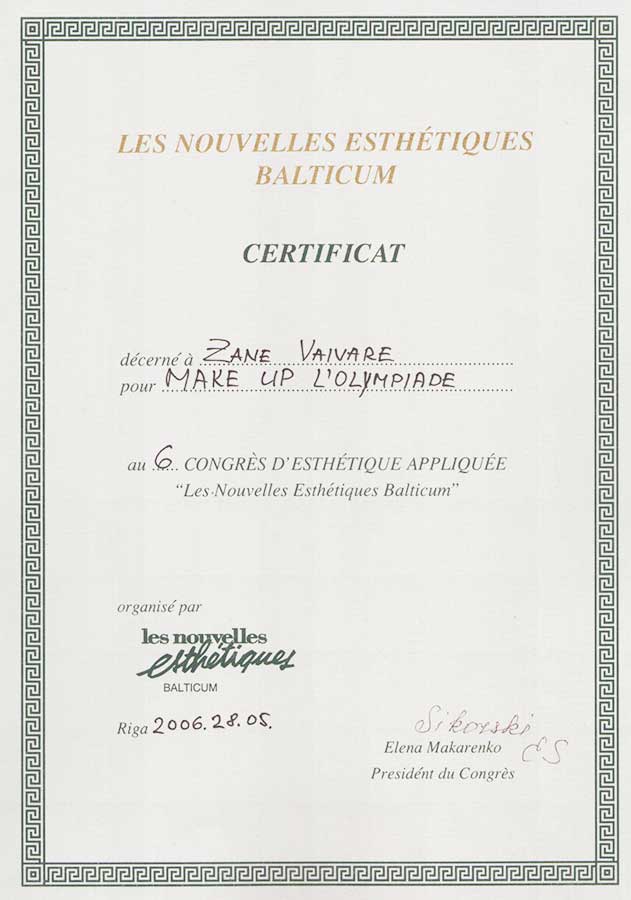 LES NOUVELLES ESTHÉTIQUES
BALTICUM
CERTIFICAT
décerné à ZANE VAIVARE
pour MAKE UP L'OLYMPIADE
au 6 CONGRÈS D'ESTHÉTIQUE APPLIQUÉE
“Les Nouvelles Esthétiques Balticum”
organisé par
les nouvelles
esthétiques
BALTICUM
Riga 2006.28.05.
Sikorski
Elena Makarenko ES
Présidént du Congrès